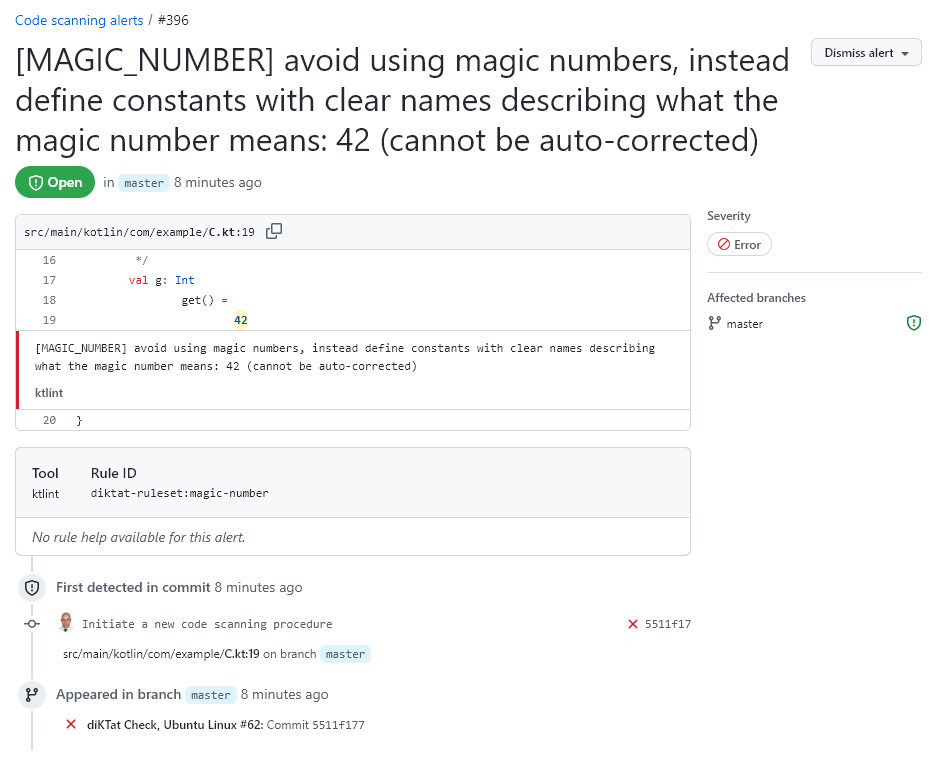 Code scanning alerts / #396
[MAGIC_NUMBER] avoid using magic numbers, instead
define constants with clear names describing what the
magic number means: 42 (cannot be auto-corrected)
Dismiss alert
Open in master 8 minutes ago
src/main/kotlin/com/example/C.kt:19
16 */
17 val g: Int
18 get() =
19 42
[MAGIC_NUMBER] avoid using magic numbers, instead define constants with clear names describing
what the magic number means: 42 (cannot be auto-corrected)
ktlint
20 }
Severity
Error
Affected branches
master
Tool Rule ID
ktlint diktat-ruleset:magic-number
No rule help available for this alert.
First detected in commit 8 minutes ago
Initiate a new code scanning procedure 5511f17
src/main/kotlin/com/example/C.kt:19 on branch master
Appeared in branch master 8 minutes ago
diKTat Check, Ubuntu Linux #62: Commit 5511f177